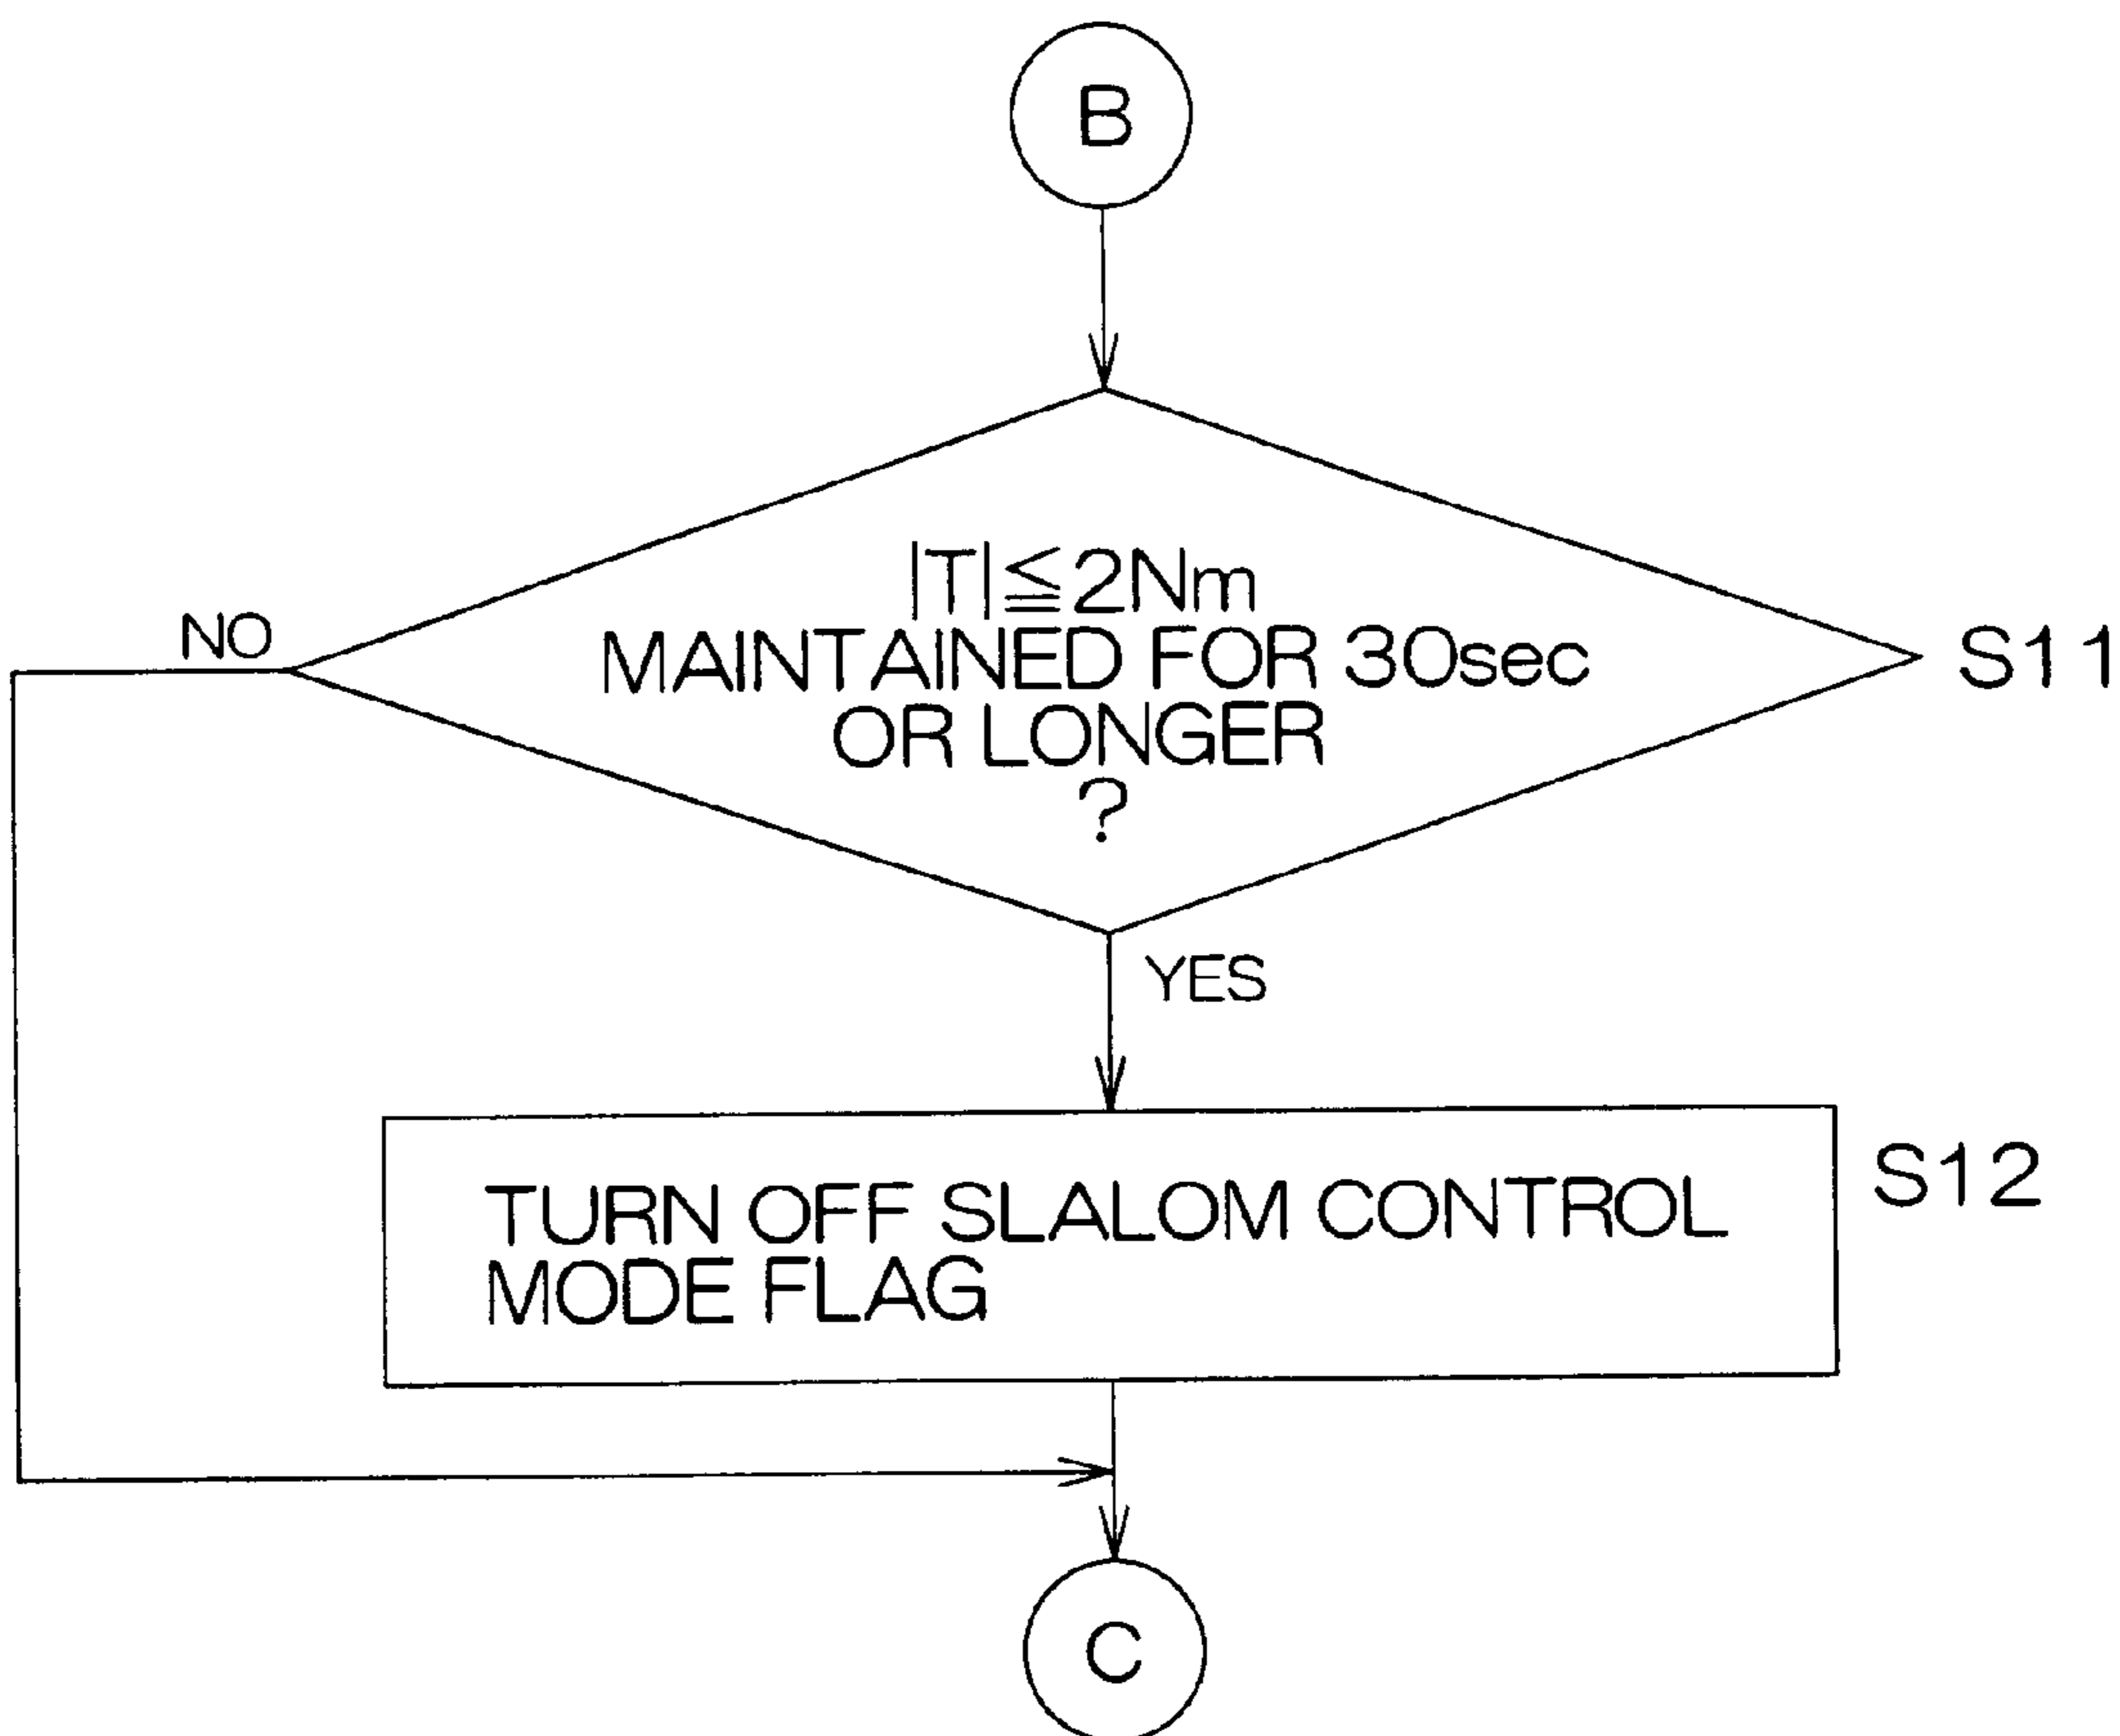 B
|T|≦2Nm
NO
MAINTAINED FOR 30sec
S11
OR LONGER
?
YES
S12
TURN OFF SLALOM CONTROL
MODE FLAG
C